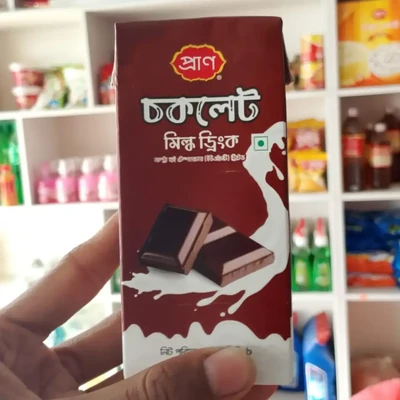 প্রাণ
চকলেট
মিল্ক ড্রিংক
নিট
প্রাণ